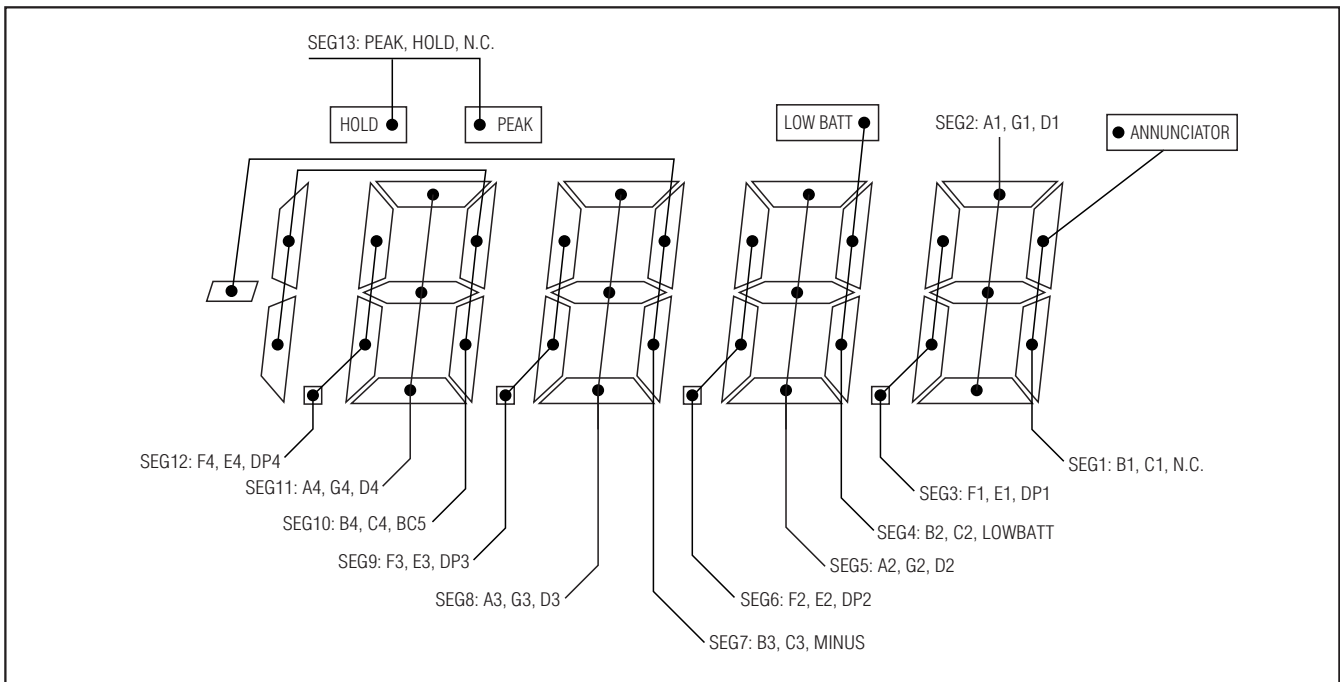 SEG13: PEAK, HOLD, N.C.
HOLD
PEAK
LOW BATT
SEG2: A1, G1, D1
ANNUNCIATOR
SEG12: F4, E4, DP4
SEG11: A4, G4, D4
SEG10: B4, C4, BC5
SEG9: F3, E3, DP3
SEG8: A3, G3, D3
SEG7: B3, C3, MINUS
SEG6: F2, E2, DP2
SEG5: A2, G2, D2
SEG4: B2, C2, LOWBATT
SEG3: F1, E1, DP1
SEG1: B1, C1, N.C.